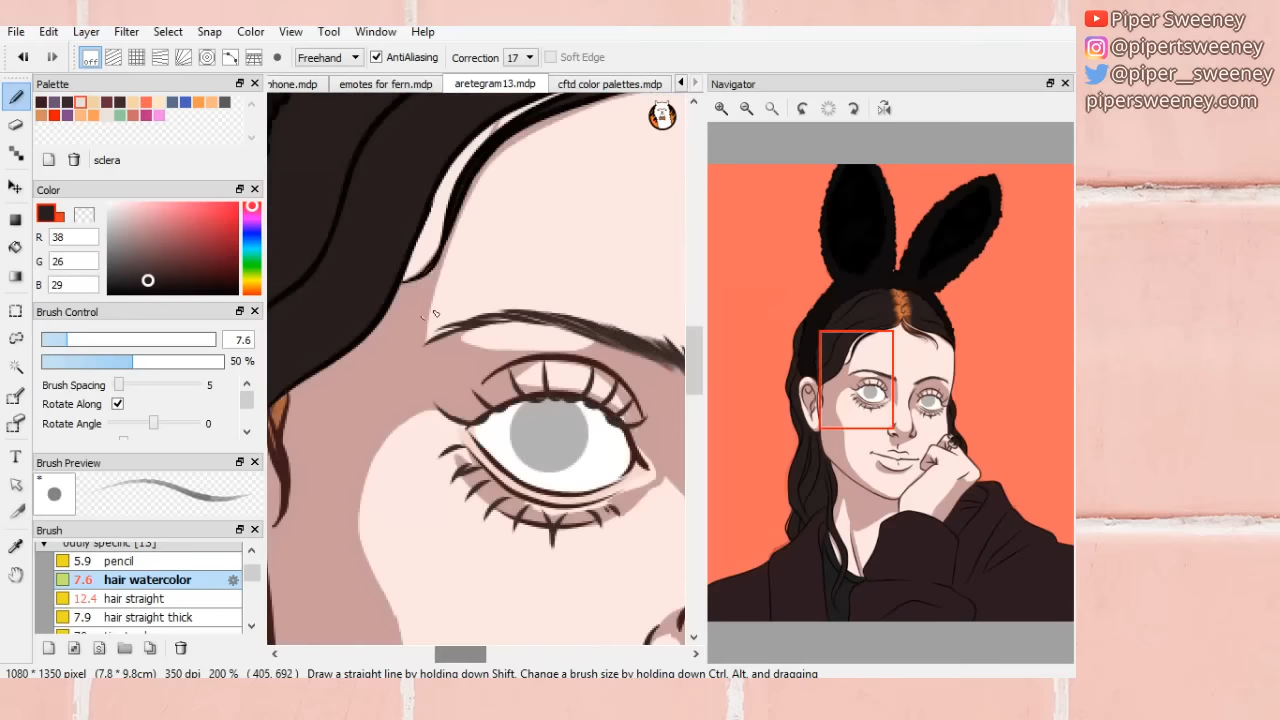 File Edit Layer Filter Select Snap Color View Tool Window Help
off Freehand AntiAliasing Correction 17 Soft Edge
Palette
phone.mdp emotes for fern.mdp aretegram13.mdp cftd color palettes.mdp
Navigator
sclera
Color
R 38
G 26
B 29
Brush Control
7.6
50 %
Brush Spacing 5
Rotate Along
Rotate Angle 0
Brush Preview
*
Brush
oddly specific [13]
5.9 pencil
7.6 hair watercolor
12.4 hair straight
7.9 hair straight thick
1080 * 1350 pixel (7.8 * 9.8cm) 350 dpi 200 % ( 405, 692 ) Draw a straight line by holding down Shift, Change a brush size by holding down Ctrl, Alt, and dragging
Piper Sweeney
@pipertsweeney
@piper__sweeney
pipersweeney.com